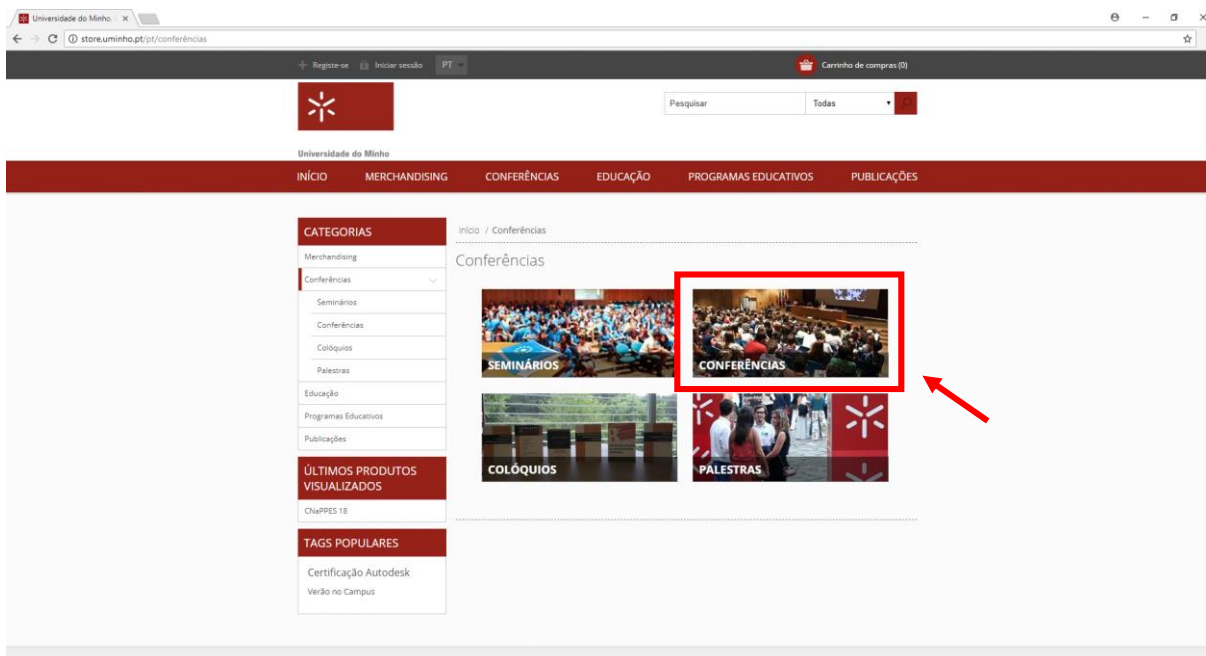 Universidade do Minho.
store.uminho.pt/pt/conferências
Registe-se Iniciar sessão PT Carrinho de compras (0)
Pesquisar Todas
Universidade do Minho
INÍCIO MERCHANDISING CONFERÊNCIAS EDUCAÇÃO PROGRAMAS EDUCATIVOS PUBLICAÇÕES
CATEGORIAS
Merchandising
Conferências
Seminários
Conferências
Colóquios
Palestras
Educação
Programas Educativos
Publicações
ÚLTIMOS PRODUTOS
VISUALIZADOS
CNaPPES 18
TAGS POPULARES
Certificação Autodesk
Verão no Campus
Início / Conferências
Conferências
SEMINÁRIOS
CONFERÊNCIAS
COLÓQUIOS
PALESTRAS